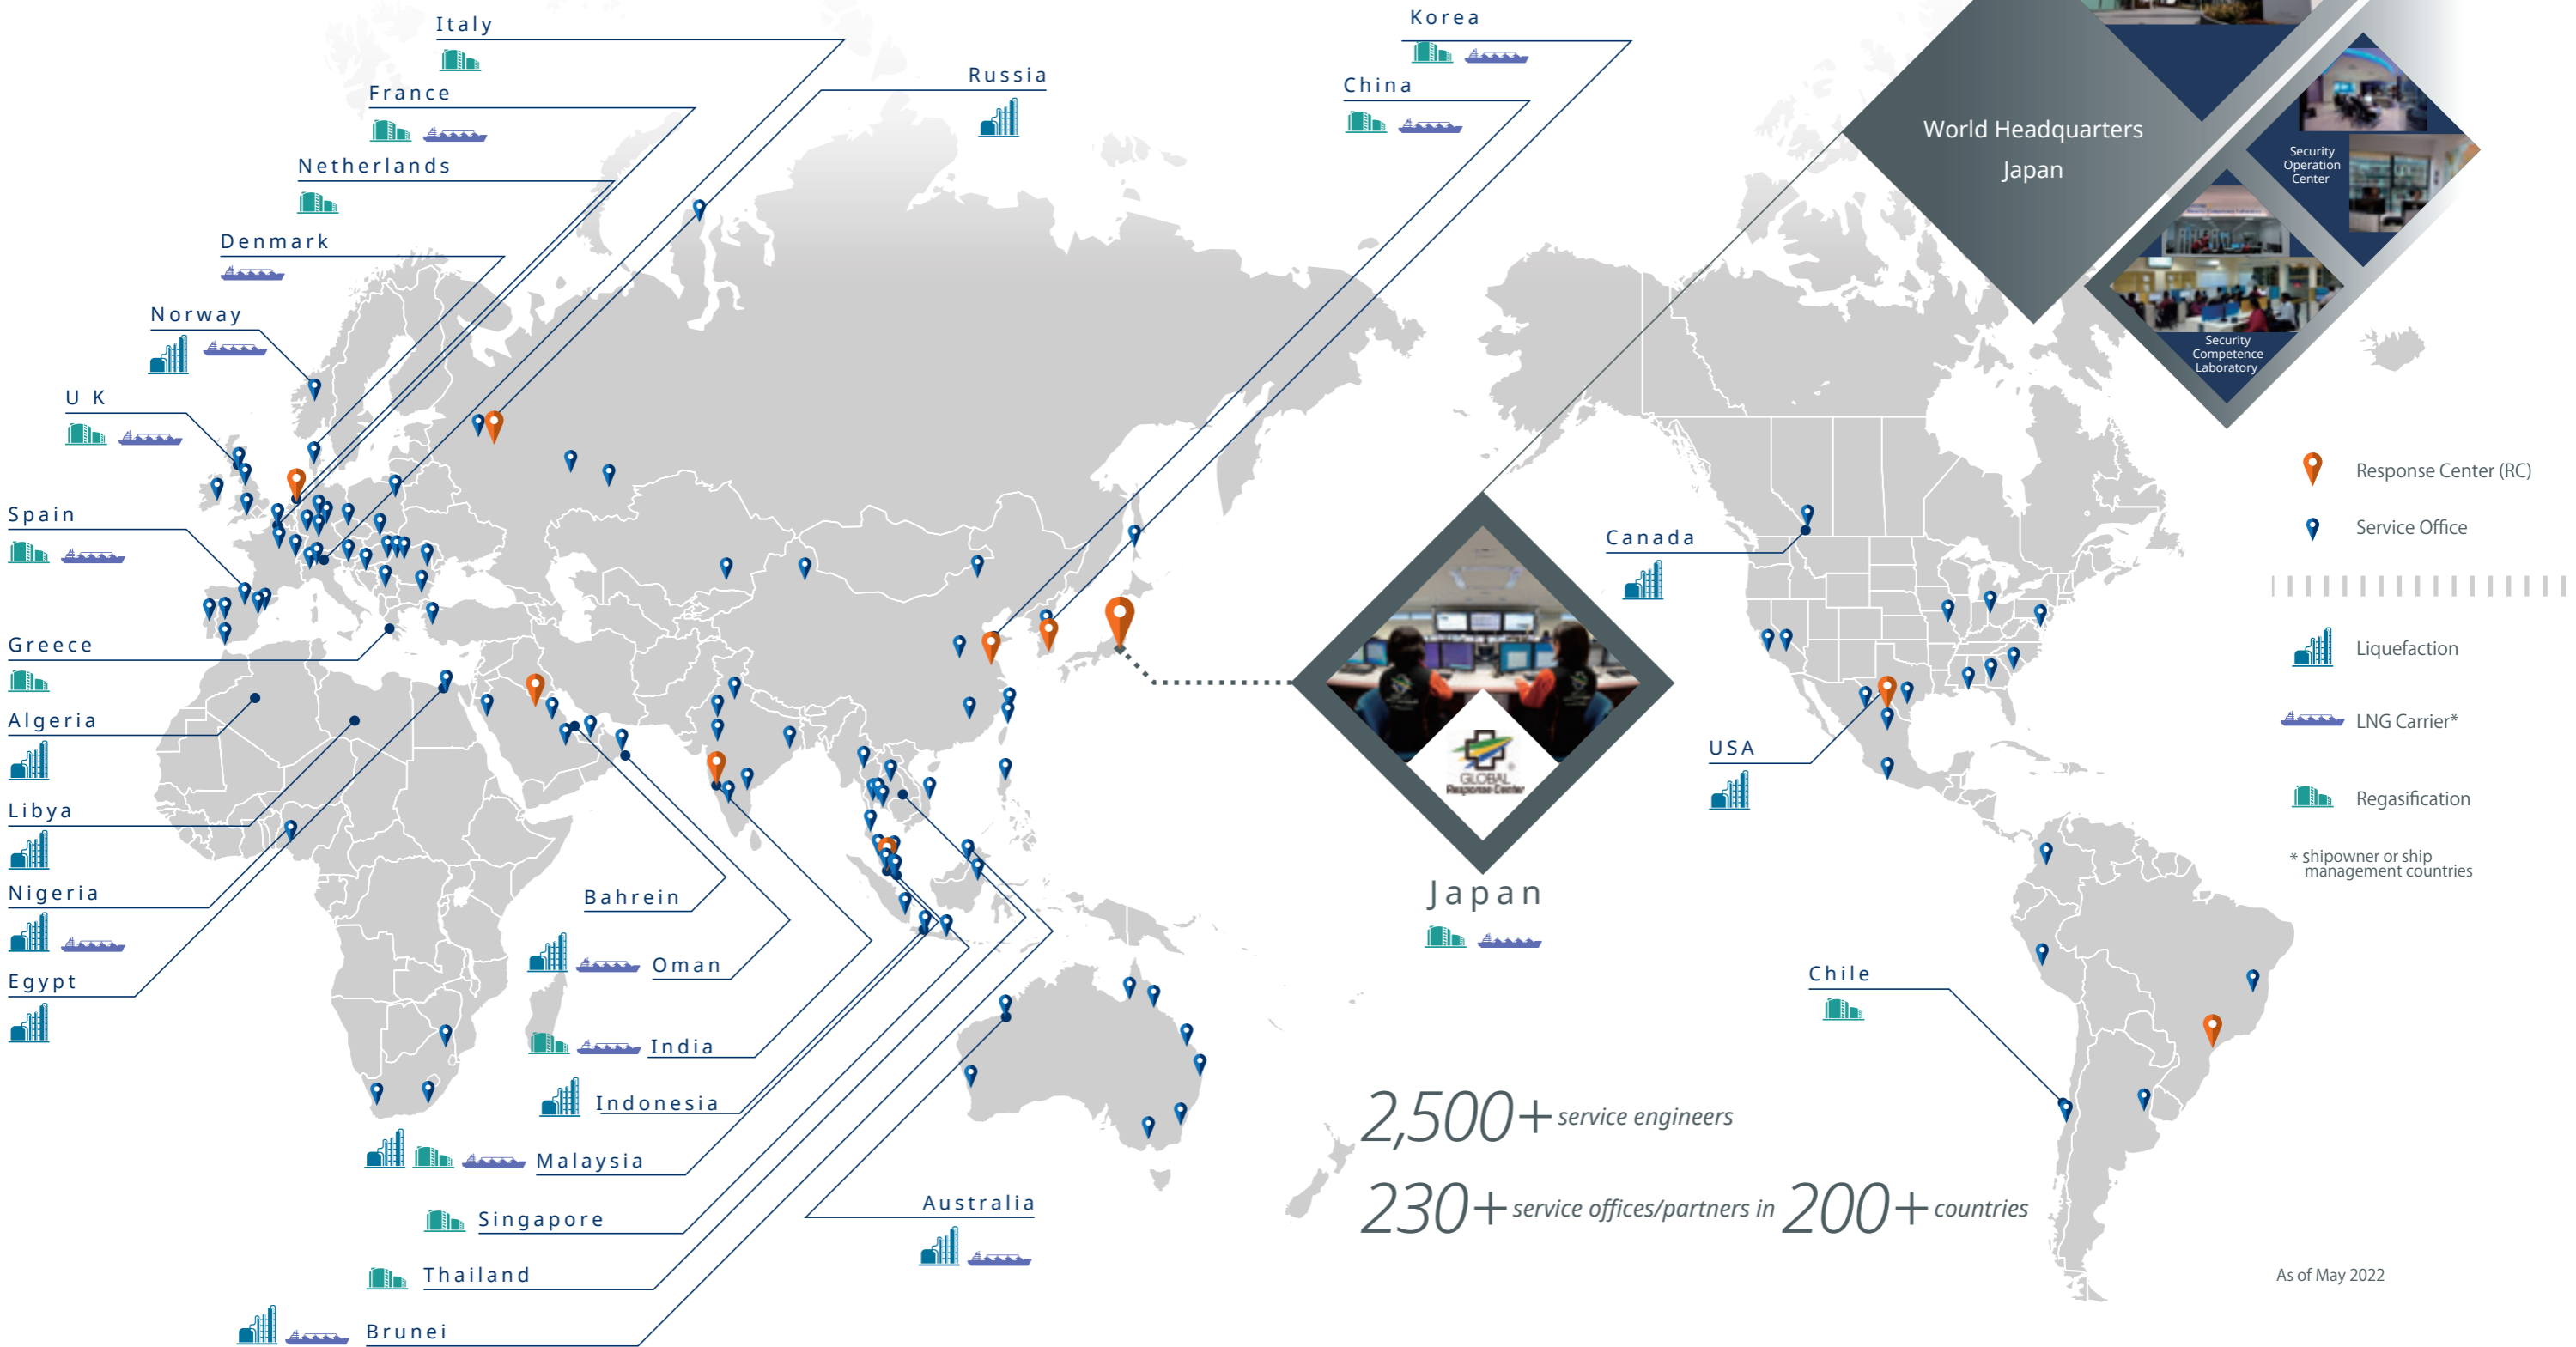 Italy
France
Netherlands
Denmark
Norway
U K
Spain
Greece
Algeria
Libya
Nigeria
Egypt
Russia
Korea
China
World Headquarters
Japan
Security
Operation
Center
Security
Competence
Laboratory
Response Center (RC)
Service Office
Liquefaction
LNG Carrier*
Regasification
* shipowner or ship
management countries
Canada
USA
Chile
GLOBAL
Response Center
Japan
Bahrein
Oman
India
Indonesia
Malaysia
Singapore
Thailand
Brunei
Australia
2,500+ service engineers
230+ service offices/partners in 200+ countries
As of May 2022